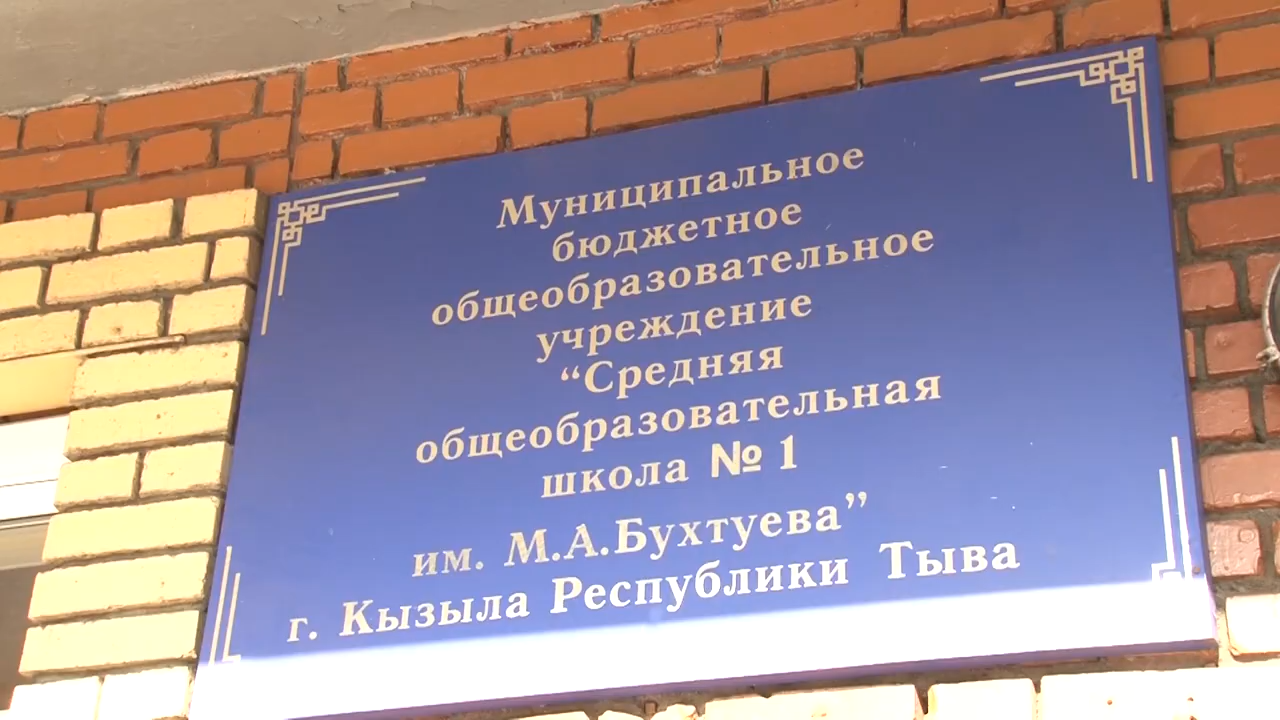 Муниципальное
бюджетное
общеобразовательное
учреждение
“Средняя
общеобразовательная
школа № 1
им. М.А.Бухтуева”
г. Кызыла Республики Тыва